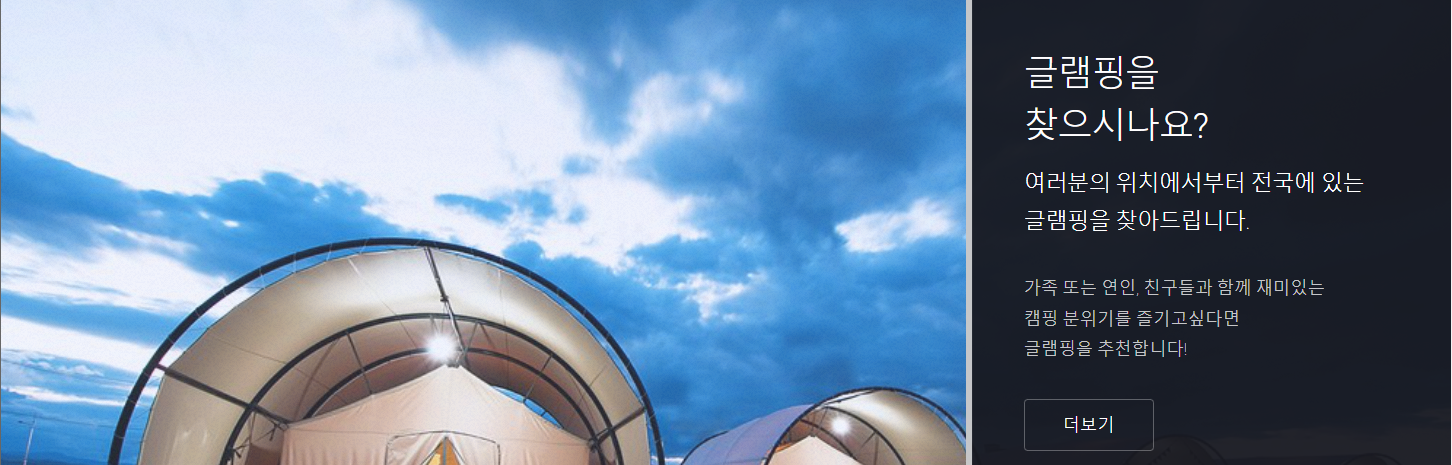 글램핑을
찾으시나요?
여러분의 위치에서부터 전국에 있는
글램핑을 찾아드립니다.
가족 또는 연인, 친구들과 함께 재미있는
캠핑 분위기를 즐기고싶다면
글램핑을 추천합니다!
더보기